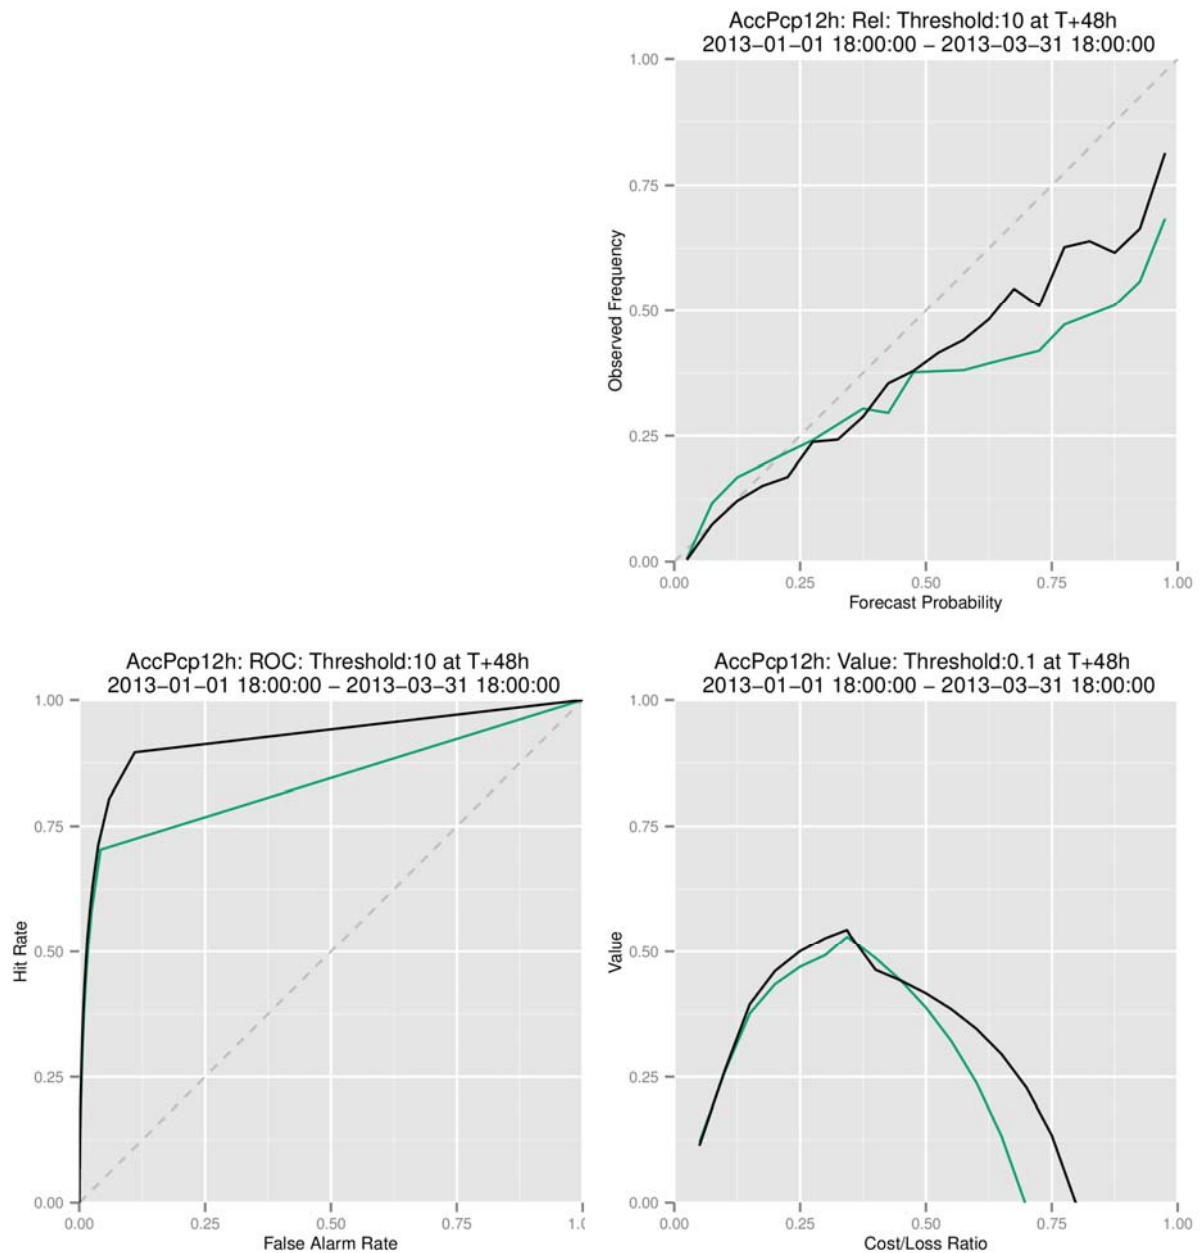 AccPcp12h: Rel: Threshold:10 at T+48h
2013−01−01 18:00:00 − 2013−03−31 18:00:00
1.00
0.75
0.50
0.25
0.00
Observed Frequency
0.00 0.25 0.50 0.75 1.00
Forecast Probability
AccPcp12h: ROC: Threshold:10 at T+48h
2013−01−01 18:00:00 − 2013−03−31 18:00:00
1.00
0.75
0.50
0.25
0.00
Hit Rate
0.00 0.25 0.50 0.75 1.0
False Alarm Rate
AccPcp12h: Value: Threshold:0.1 at T+48h
2013−01−01 18:00:00 − 2013−03−31 18:00:00
1.00
0.75
0.50
0.25
0.00
Value
0.00 0.25 0.50 0.75 1.00
Cost/Loss Ratio